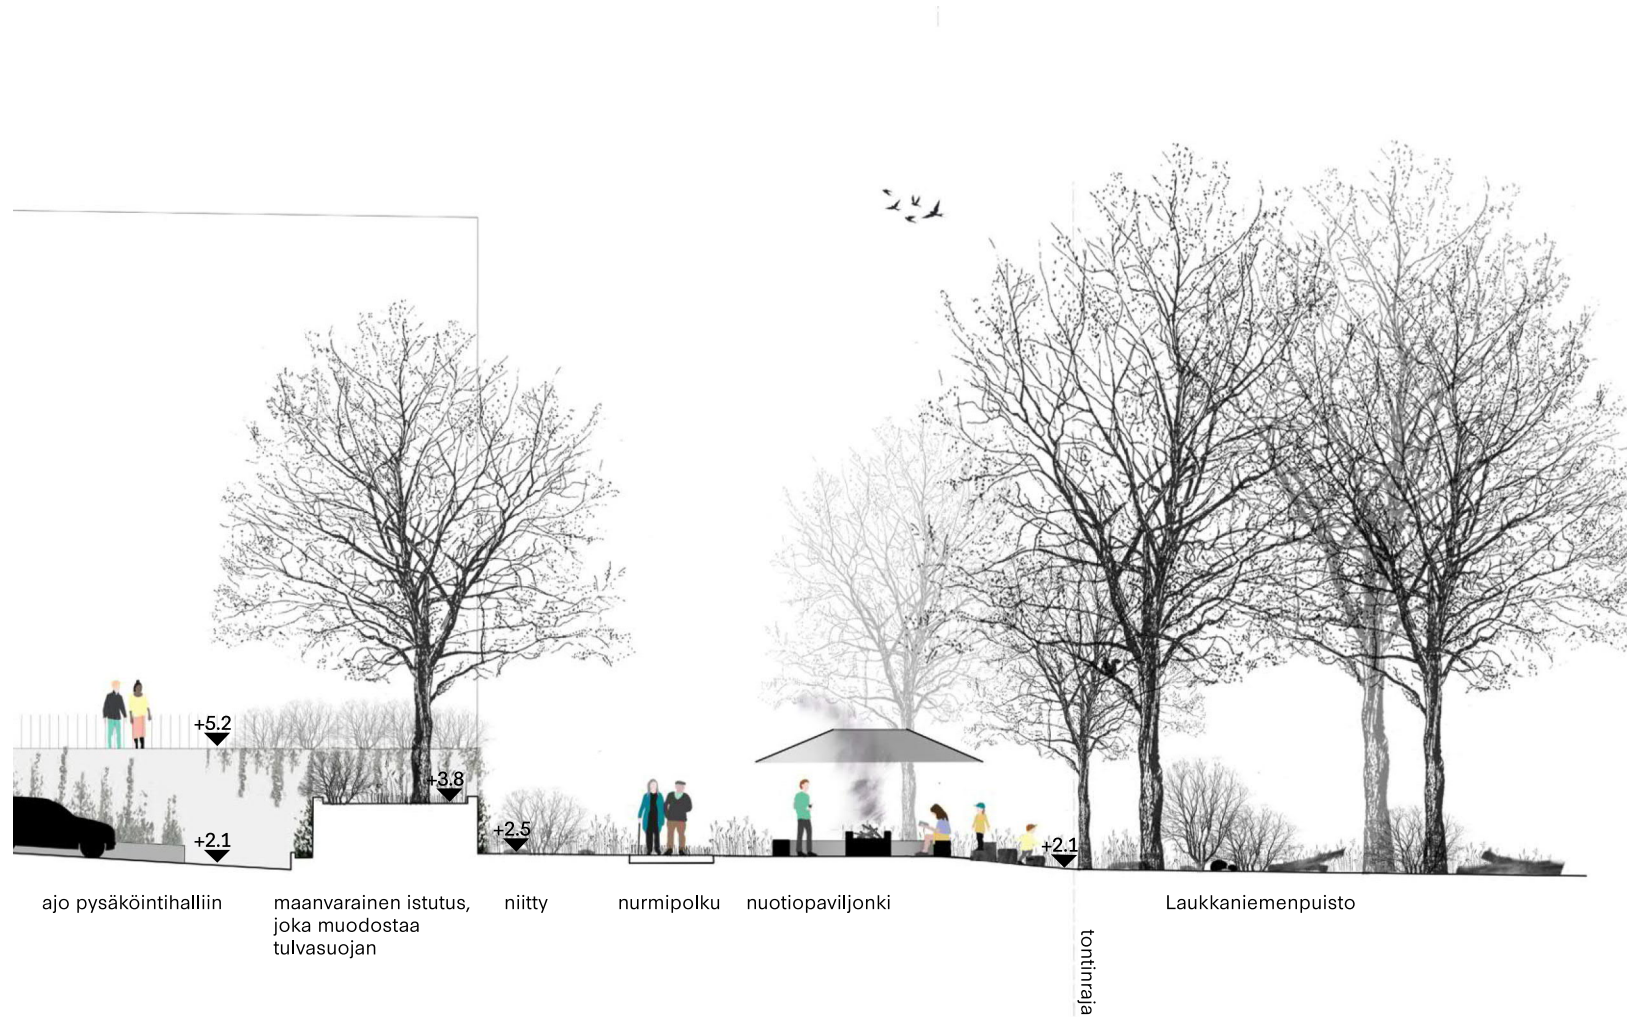 +5.2
+3.8
+2.5
+2.1
+2.1
ajo pysäköintihalliin
maanvarainen istutus,
joka muodostaa
tulvasuojan
niitty
nurmipolku
nuotiopaviljonki
Laukkaniemenpuisto
tontinraja